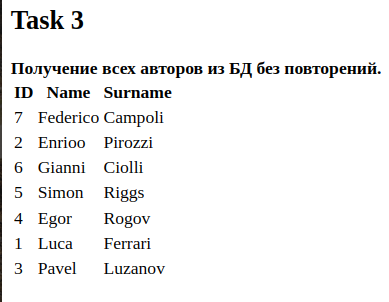 Task 3
Получение всех авторов из БД без повторений.
ID Name Surname
7 Federico Campoli
2 Enrioo Pirozzi
6 Gianni Ciolli
5 Simon Riggs
4 Egor Rogov
1 Luca Ferrari
3 Pavel Luzanov